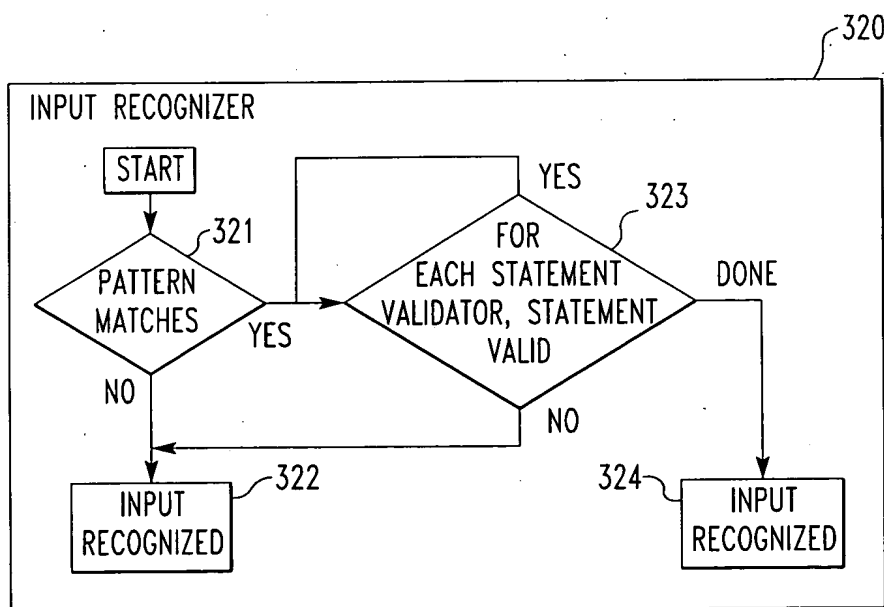 320
INPUT RECOGNIZER
START
321
PATTERN
MATCHES
YES
NO
YES
323
FOR
EACH STATEMENT
VALIDATOR, STATEMENT
VALID
DONE
NO
322
INPUT
RECOGNIZED
324
INPUT
RECOGNIZED